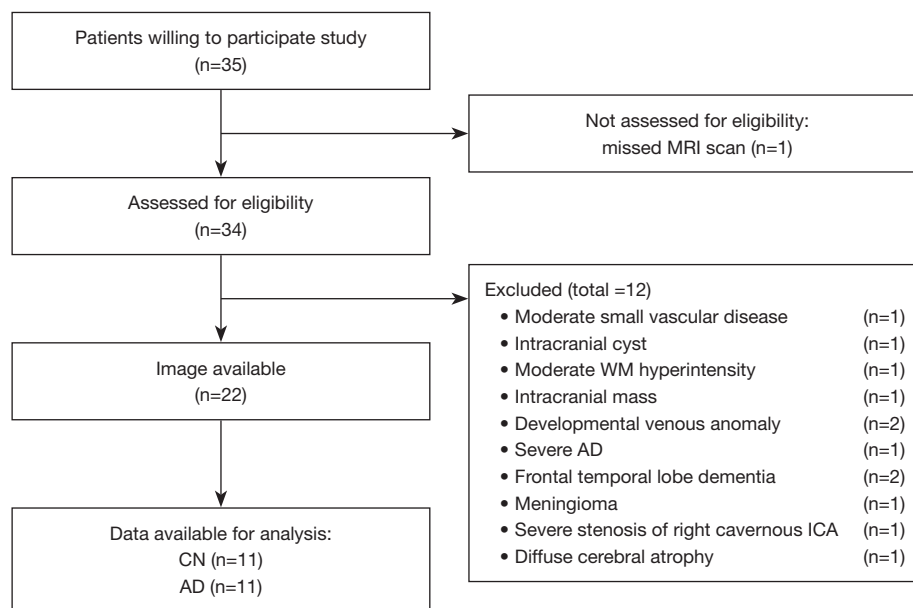 Patients willing to participate study
(n=35)
Not assessed for eligibility:
missed MRI scan (n=1)
Assessed for eligibility
(n=34)
Excluded (total =12)
• Moderate small vascular disease (n=1)
• Intracranial cyst (n=1)
• Moderate WM hyperintensity (n=1)
• Intracranial mass (n=1)
• Developmental venous anomaly (n=2)
• Severe AD (n=1)
• Frontal temporal lobe dementia (n=2)
• Meningioma (n=1)
• Severe stenosis of right cavernous ICA (n=1)
• Diffuse cerebral atrophy (n=1)
Image available
(n=22)
Data available for analysis:
CN (n=11)
AD (n=11)